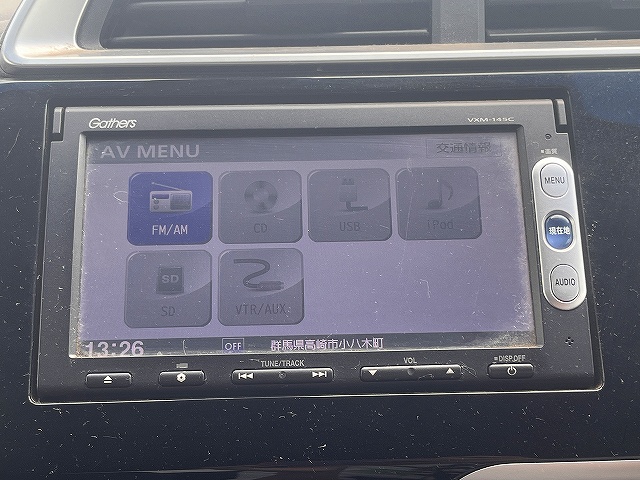 Gathers
VXM-145C
AV MENU
交通情報
■画質
MENU
FM/AM
CD
USB
iPod
現在地
SD
VTR/AUX
AUDIO
13:26
OFF
群馬県高崎市小八木町
TUNE/TRACK
VOL
■DISP.OFF